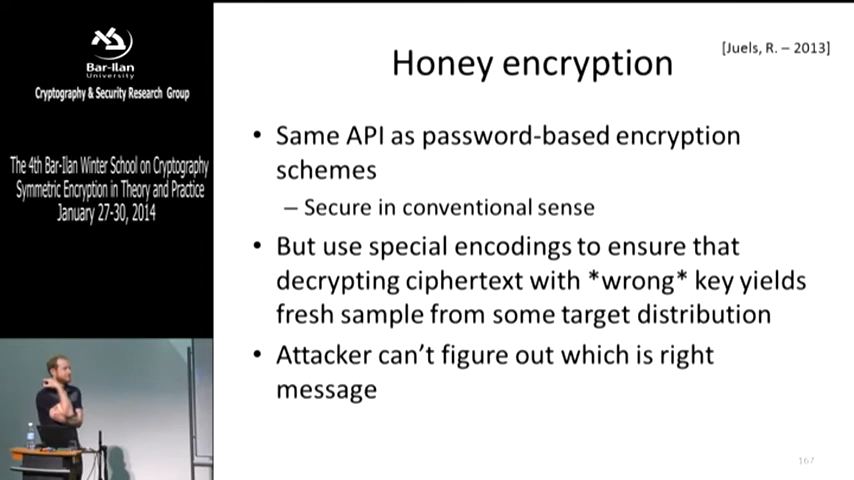 Bar-Ilan
University
Cryptography & Security Research Group
The 4th Bar-Ilan Winter School on Cryptography
Symmetric Encryption in Theory and Practice
January 27-30, 2014
Honey encryption
[Juels, R. – 2013]
• Same API as password-based encryption
schemes
– Secure in conventional sense
• But use special encodings to ensure that
decrypting ciphertext with *wrong* key yields
fresh sample from some target distribution
• Attacker can't figure out which is right
message
167